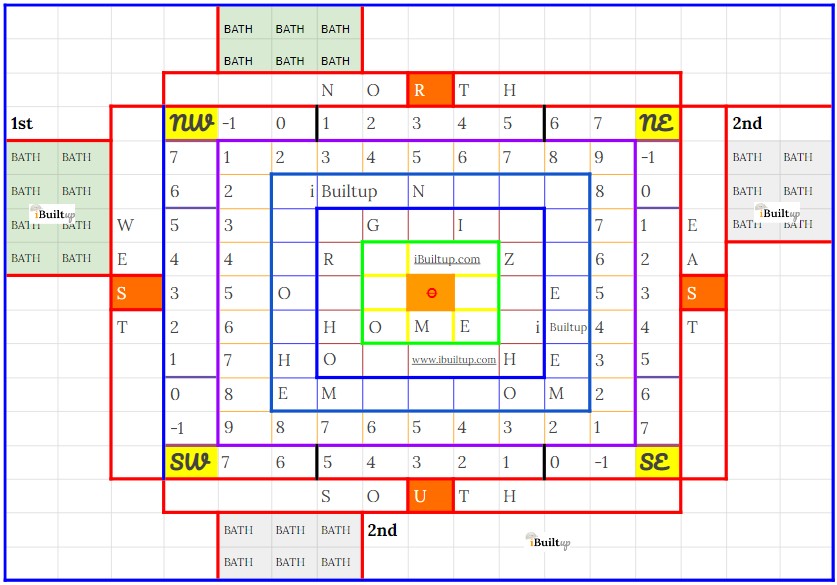 BATH BATH BATH
BATH BATH BATH
N O R T H
1st NW -1 0 1 2 3 4 5 6 7 NE 2nd
BATH BATH 7 1 2 3 4 5 6 7 8 9 -1 BATH BATH
BATH BATH 6 2 i Builtup N 8 0 BATH BATH
iBuiltup iBuiltup
BATH BATH W 5 3 G I 7 1 E BATH BATH
BATH BATH E 4 4 R iBuiltup.com Z 6 2 A
S 3 5 O E 5 3 S
T 2 6 H O M E i Builtup 4 4 T
1 7 H O www.ibuiltup.com H E 3 5
0 8 E M O M 2 6
-1 9 8 7 6 5 4 3 2 1 7
SW 7 6 5 4 3 2 1 0 -1 SE
S O U T H
BATH BATH BATH 2nd
iBuiltup
BATH BATH BATH